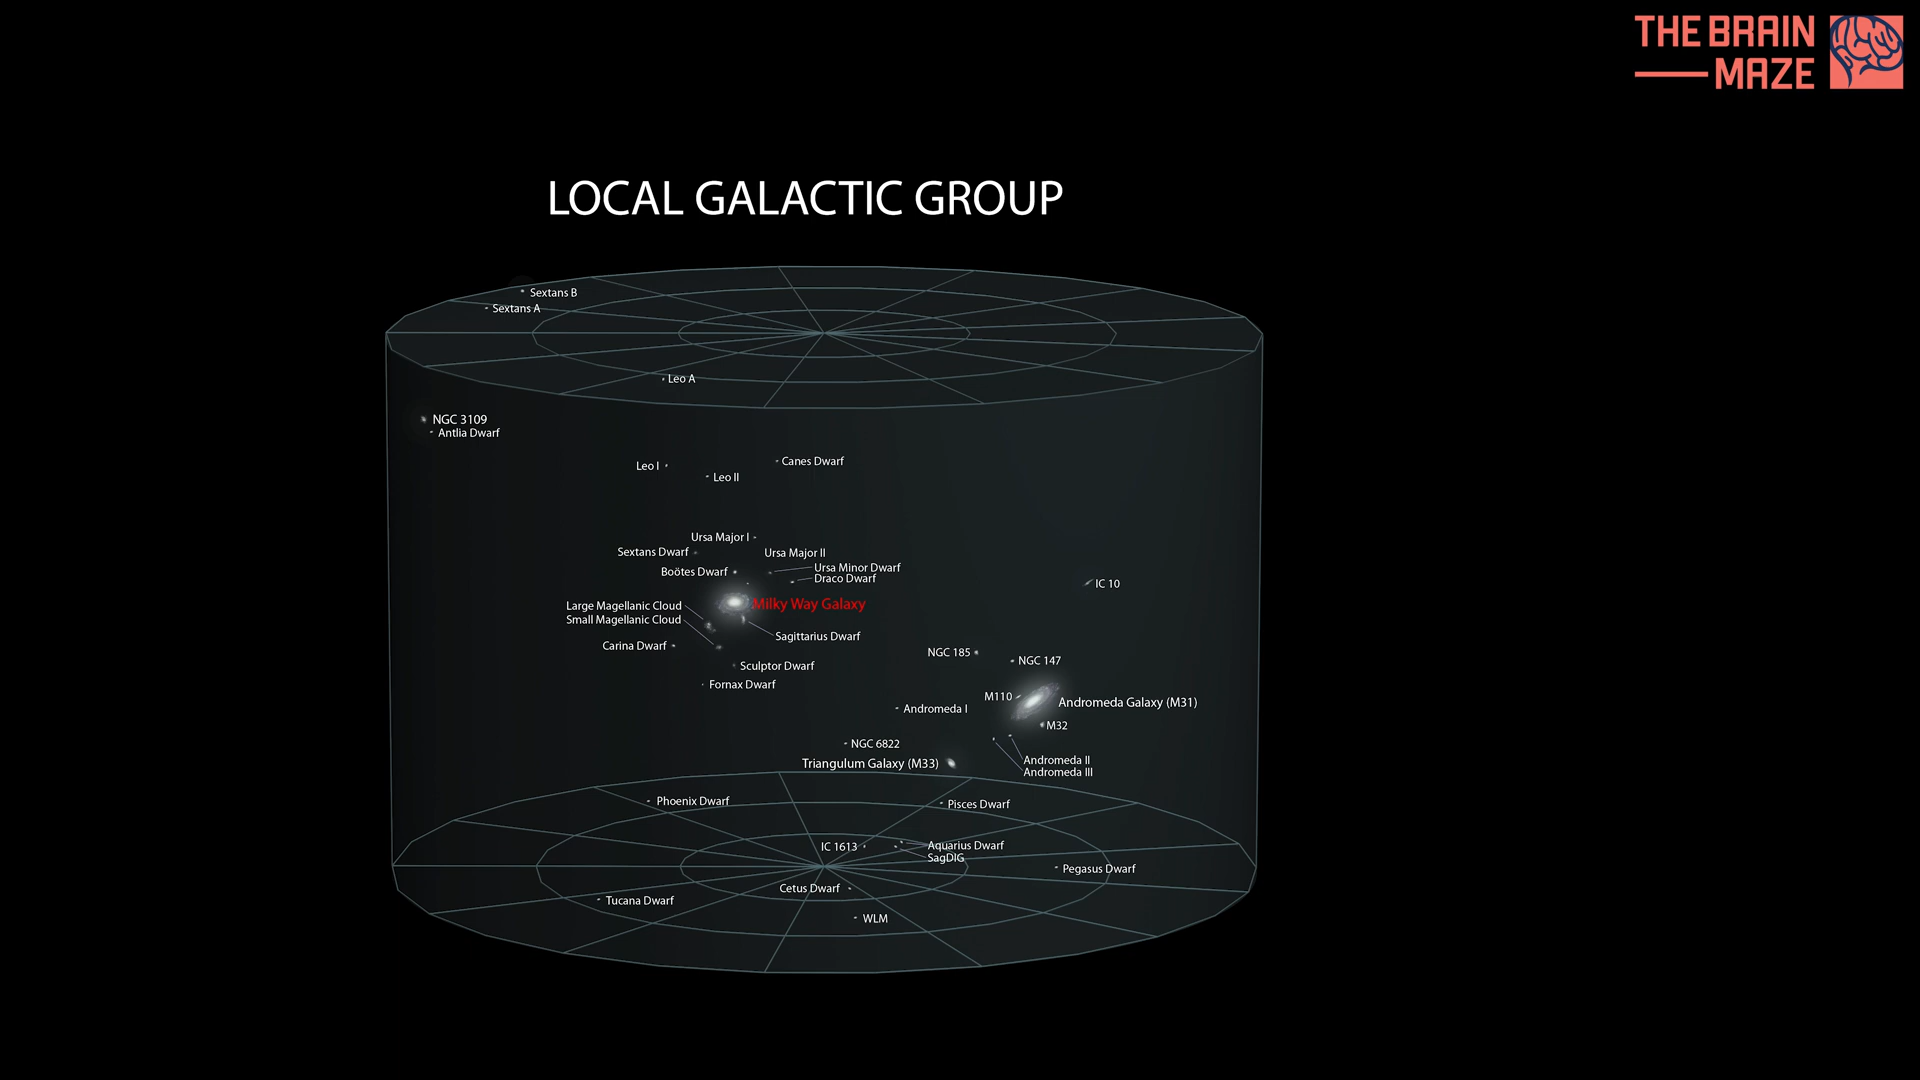 THE BRAIN
MAZE
LOCAL GALACTIC GROUP
Sextans B
Sextans A
Leo A
NGC 3109
Antlia Dwarf
Canes Dwarf
Leo I
Leo II
Ursa Major I
Sextans Dwarf
Ursa Major II
Ursa Minor Dwarf
Boötes Dwarf
Draco Dwarf
IC 10
Milky Way Galaxy
Large Magellanic Cloud
Small Magellanic Cloud
Sagittarius Dwarf
Carina Dwarf
NGC 185
NGC 147
Sculptor Dwarf
Fornax Dwarf
M110
Andromeda Galaxy (M31)
Andromeda I
M32
NGC 6822
Triangulum Galaxy (M33)
Andromeda II
Andromeda III
Phoenix Dwarf
Pisces Dwarf
IC 1613
Aquarius Dwarf
SagDIG
Pegasus Dwarf
Cetus Dwarf
Tucana Dwarf
WLM